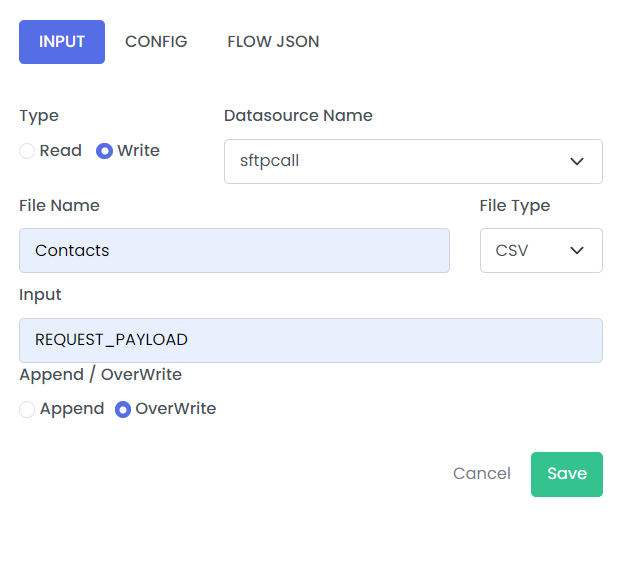 INPUT CONFIG FLOW JSON
Type Datasource Name
Read Write sftpcall
File Name File Type
Contacts CSV
Input
REQUEST_PAYLOAD
Append / OverWrite
Append OverWrite
Cancel Save